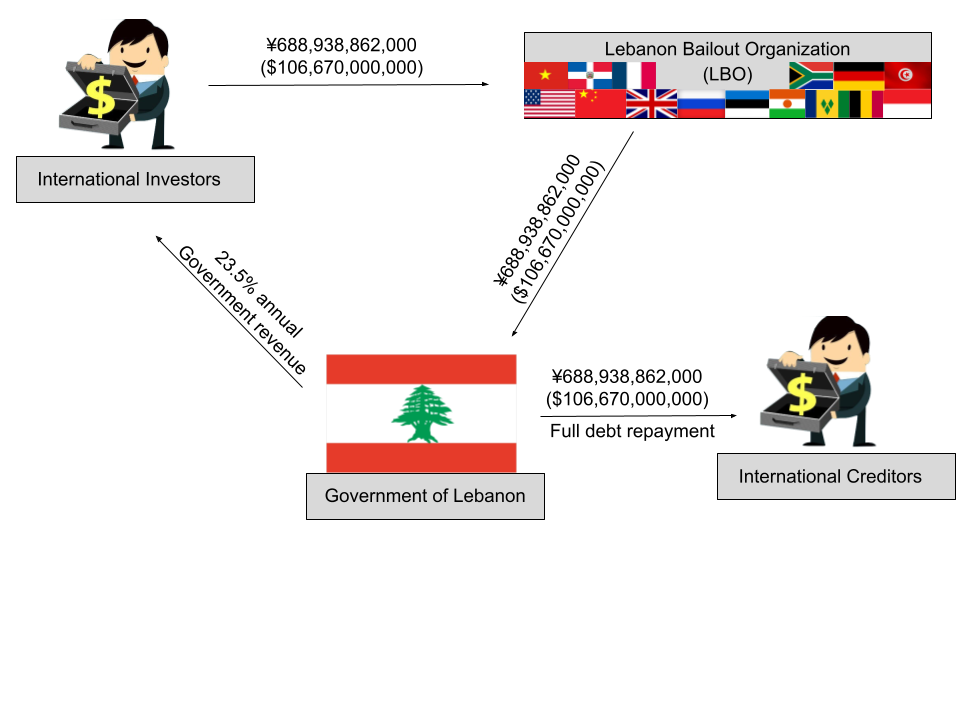 ¥688,938,862,000
($106,670,000,000)
Lebanon Bailout Organization
(LBO)
$
International Investors
¥688,938,862,000
($106,670,000,000)
23.5% annual
Government revenue
¥688,938,862,000
($106,670,000,000)
Full debt repayment
$
International Creditors
Government of Lebanon